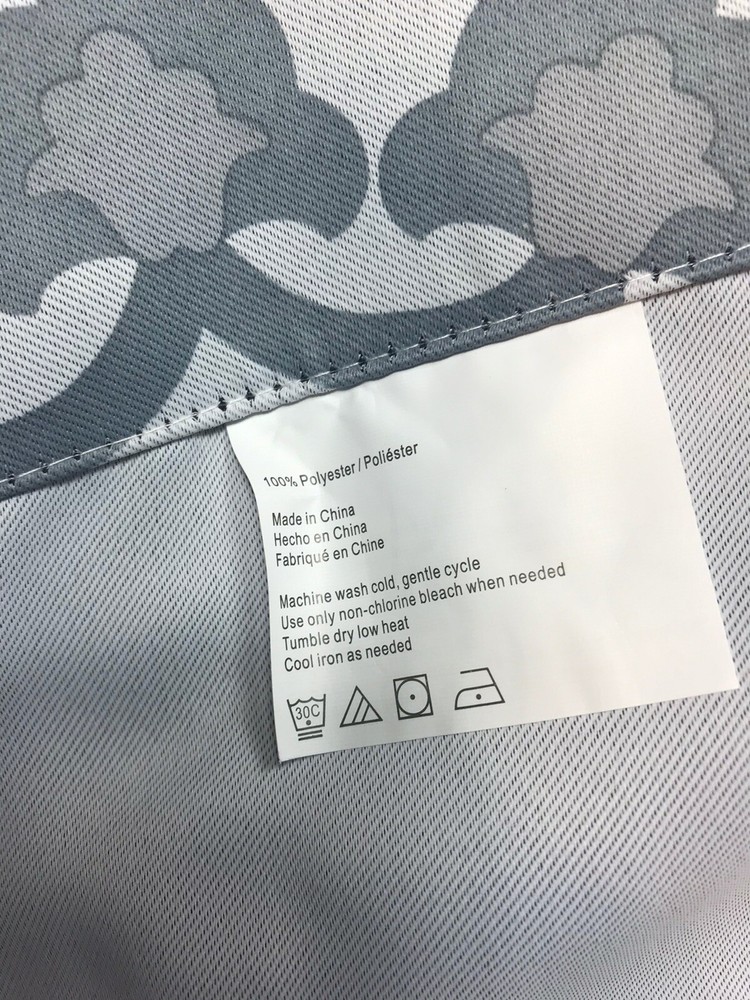 100% Polyester / Poliéster
Made in China
Hecho en China
Fabriqué en Chine
Machine wash cold, gentle cycle
Use only non-chlorine bleach when needed
Tumble dry low heat
Cool iron as needed
30C